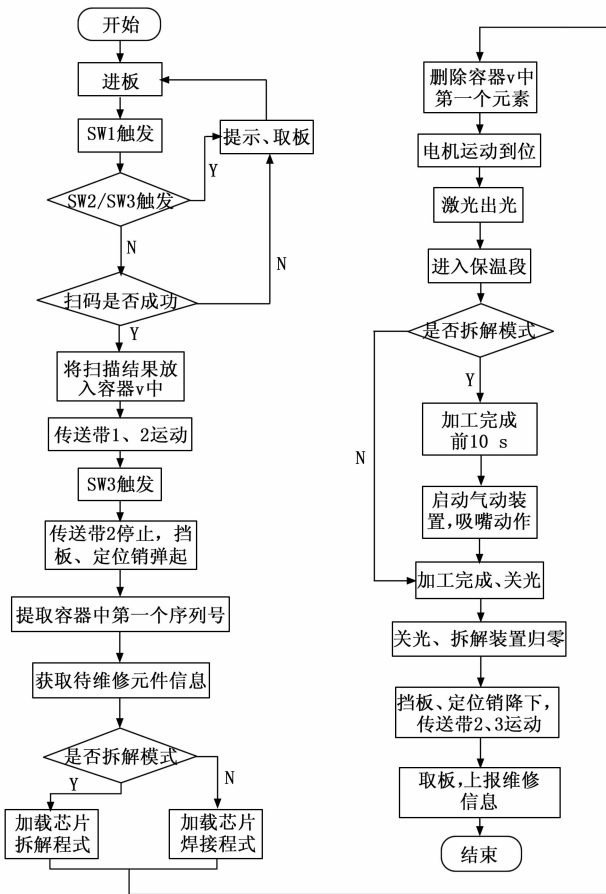 开始
进板
SW1触发
提示、取板
Y
SW2/SW3触发
N
N
扫码是否成功
Y
将扫描结果放
入容器v中
传送带1、2运动
SW3触发
传送带2停止，挡
板、定位销弹起
提取容器中第一个序列号
获取待维修元件信息
是否拆解模式
Y
N
加载芯片
拆解程式
加载芯片
焊接程式
删除容器v中
第一个元素
电机运动到位
激光出光
进入保温段
是否拆解模式
Y
N
加工完成
前10 s
启动气动装
置,吸嘴动作
加工完成、关光
关光、拆解装置归零
挡板、定位销降下，
传送带2、3运动
取板,上报维修
信息
结束